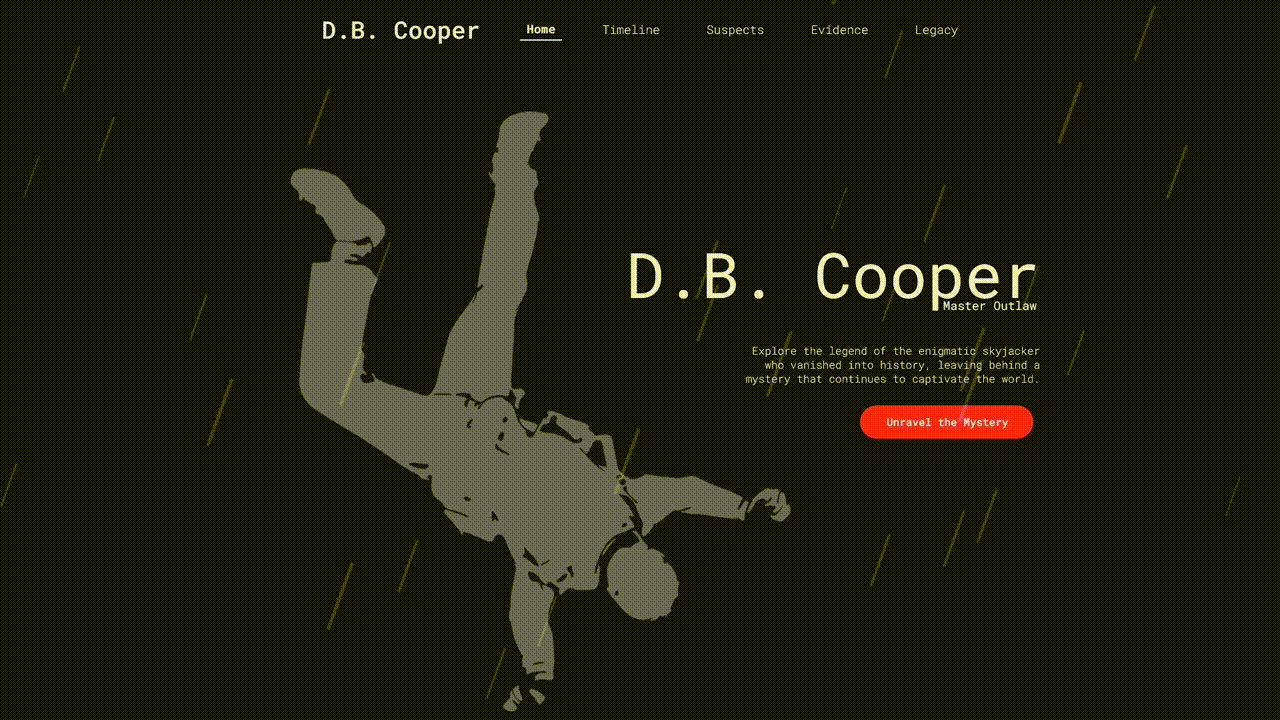 D.B. Cooper Home Timeline Suspects Evidence Legacy
D.B. Cooper
Master Outlaw
Explore the legend of the enigmatic skyjacker
who vanished into history, leaving behind a
mystery that continues to captivate the world.
Unravel the Mystery